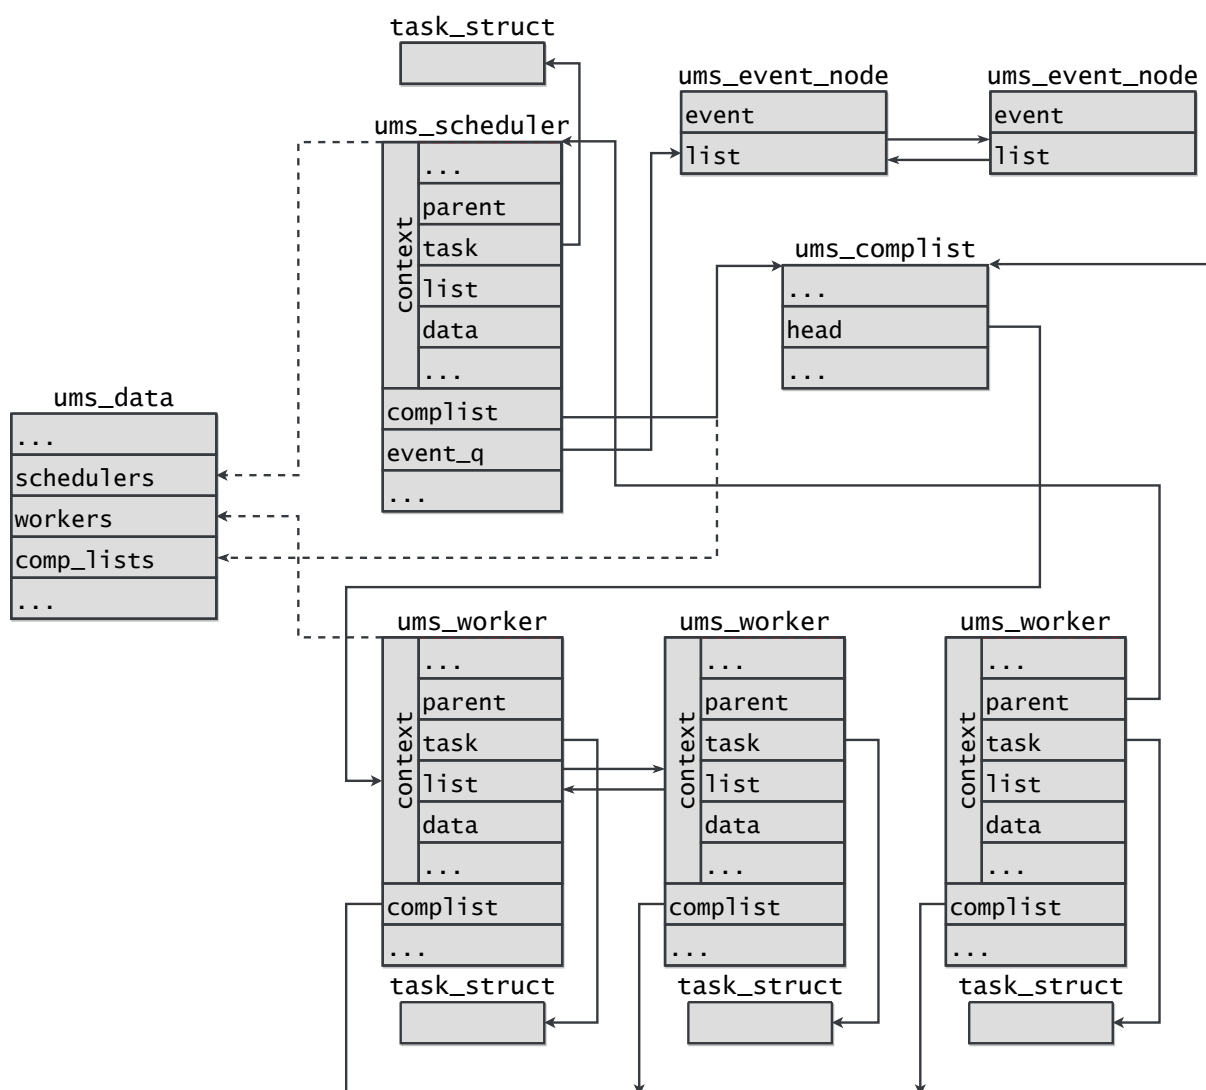 task_struct
ums_event_node
event
list
ums_event_node
event
list
ums_scheduler
context
...
parent
task
list
data
...
complist
event_q
...
ums_complist
...
head
...
ums_data
...
schedulers
workers
comp_lists
...
ums_worker
context
...
parent
task
list
data
...
complist
...
task_struct
ums_worker
context
...
parent
task
list
data
...
complist
...
task_struct
ums_worker
context
...
parent
task
list
data
...
complist
...
task_struct